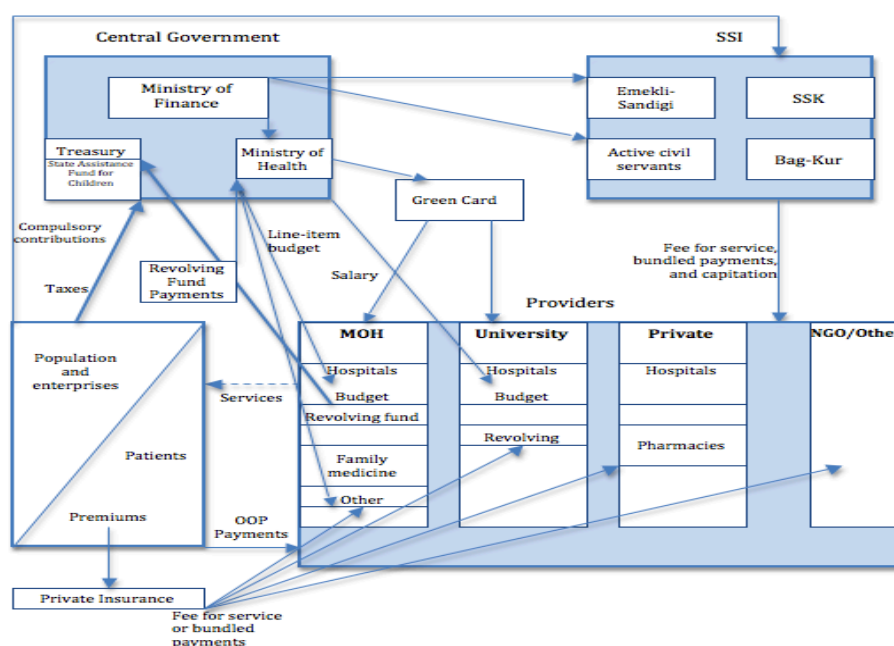 Central Government
SSI
Ministry of
Finance
Emekli-
Sandigi
SSK
Treasury
State Assistance
Fund for
Children
Ministry of
Health
Active civil
servants
Bag-Kur
Green Card
Compulsory
contributions
Line-item
budget
Fee for service,
bundled payments,
and capitation
Revolving
Fund
Payments
Salary
Taxes
Providers
MOH
University
Private
NGO/Other
Population
and
enterprises
Hospitals
Hospitals
Hospitals
Budget
Budget
Services
Revolving fund
Revolving
Pharmacies
Family
medicine
Patients
Other
Premiums
OOP
Payments
Private Insurance
Fee for service
or bundled
payments